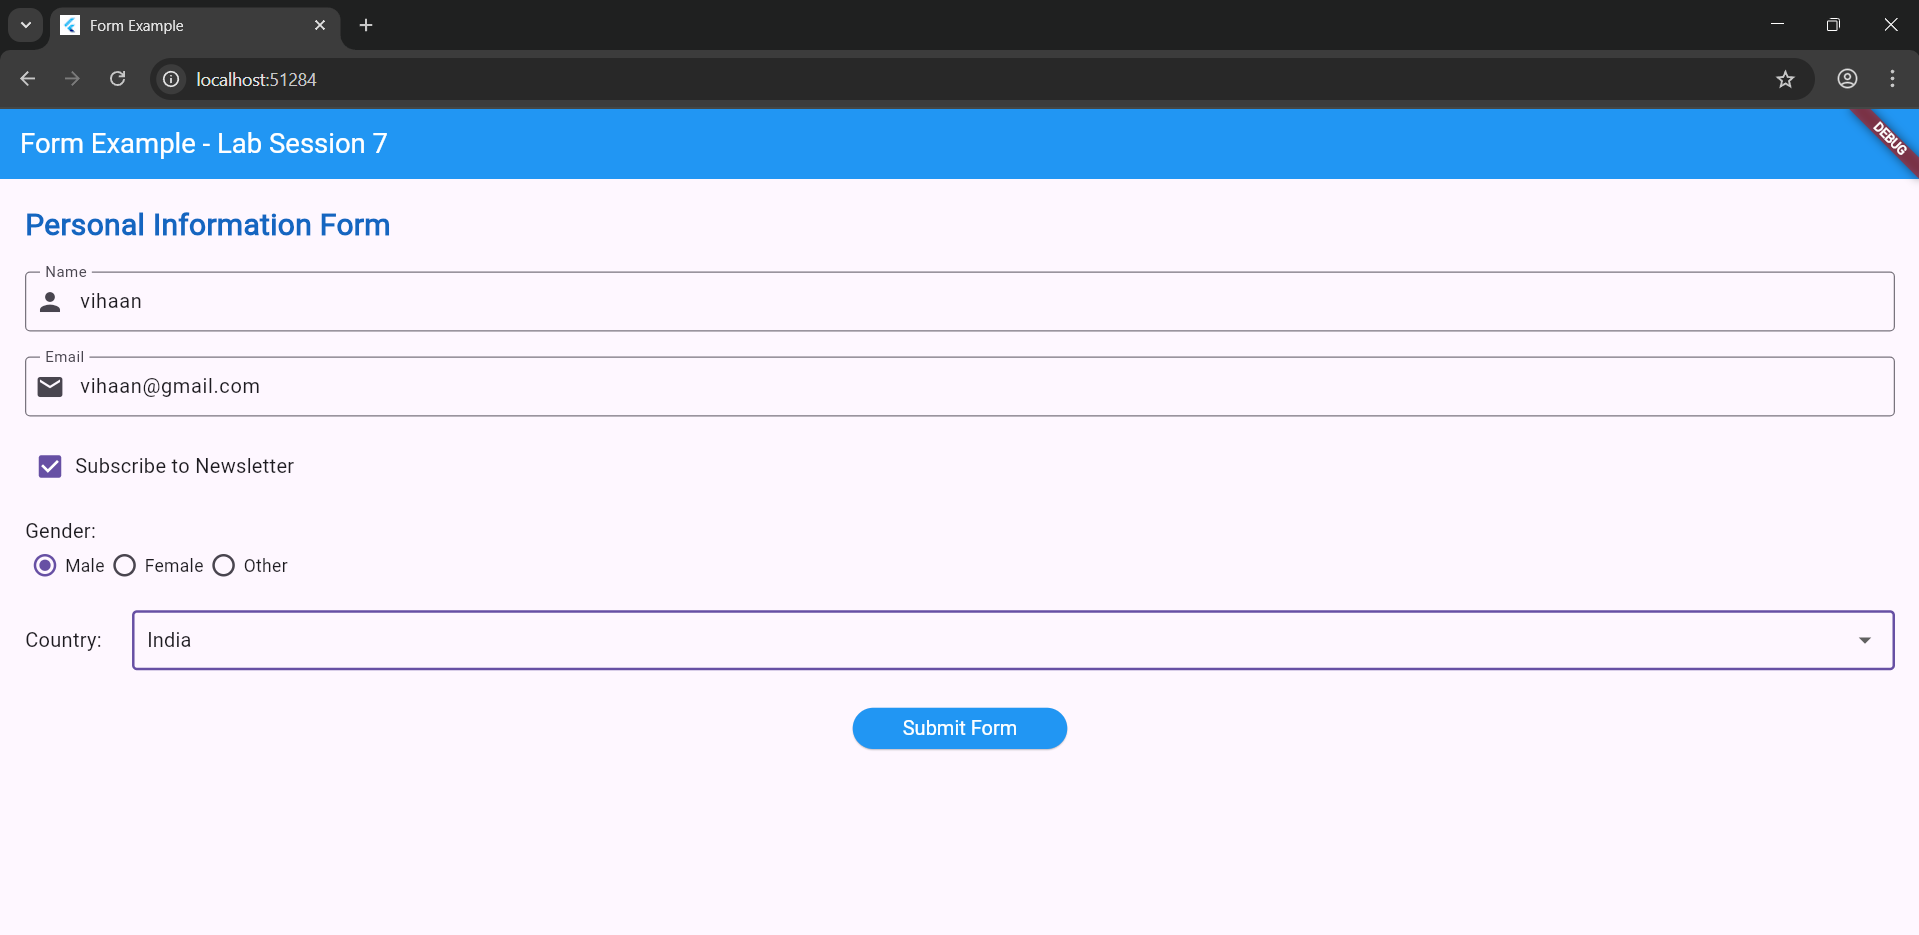 Form Example
localhost:51284
Form Example - Lab Session 7
DEBUG
Personal Information Form
Name
vihaan
Email
vihaan@gmail.com
Subscribe to Newsletter
Gender:
Male Female Other
Country: India
Submit Form